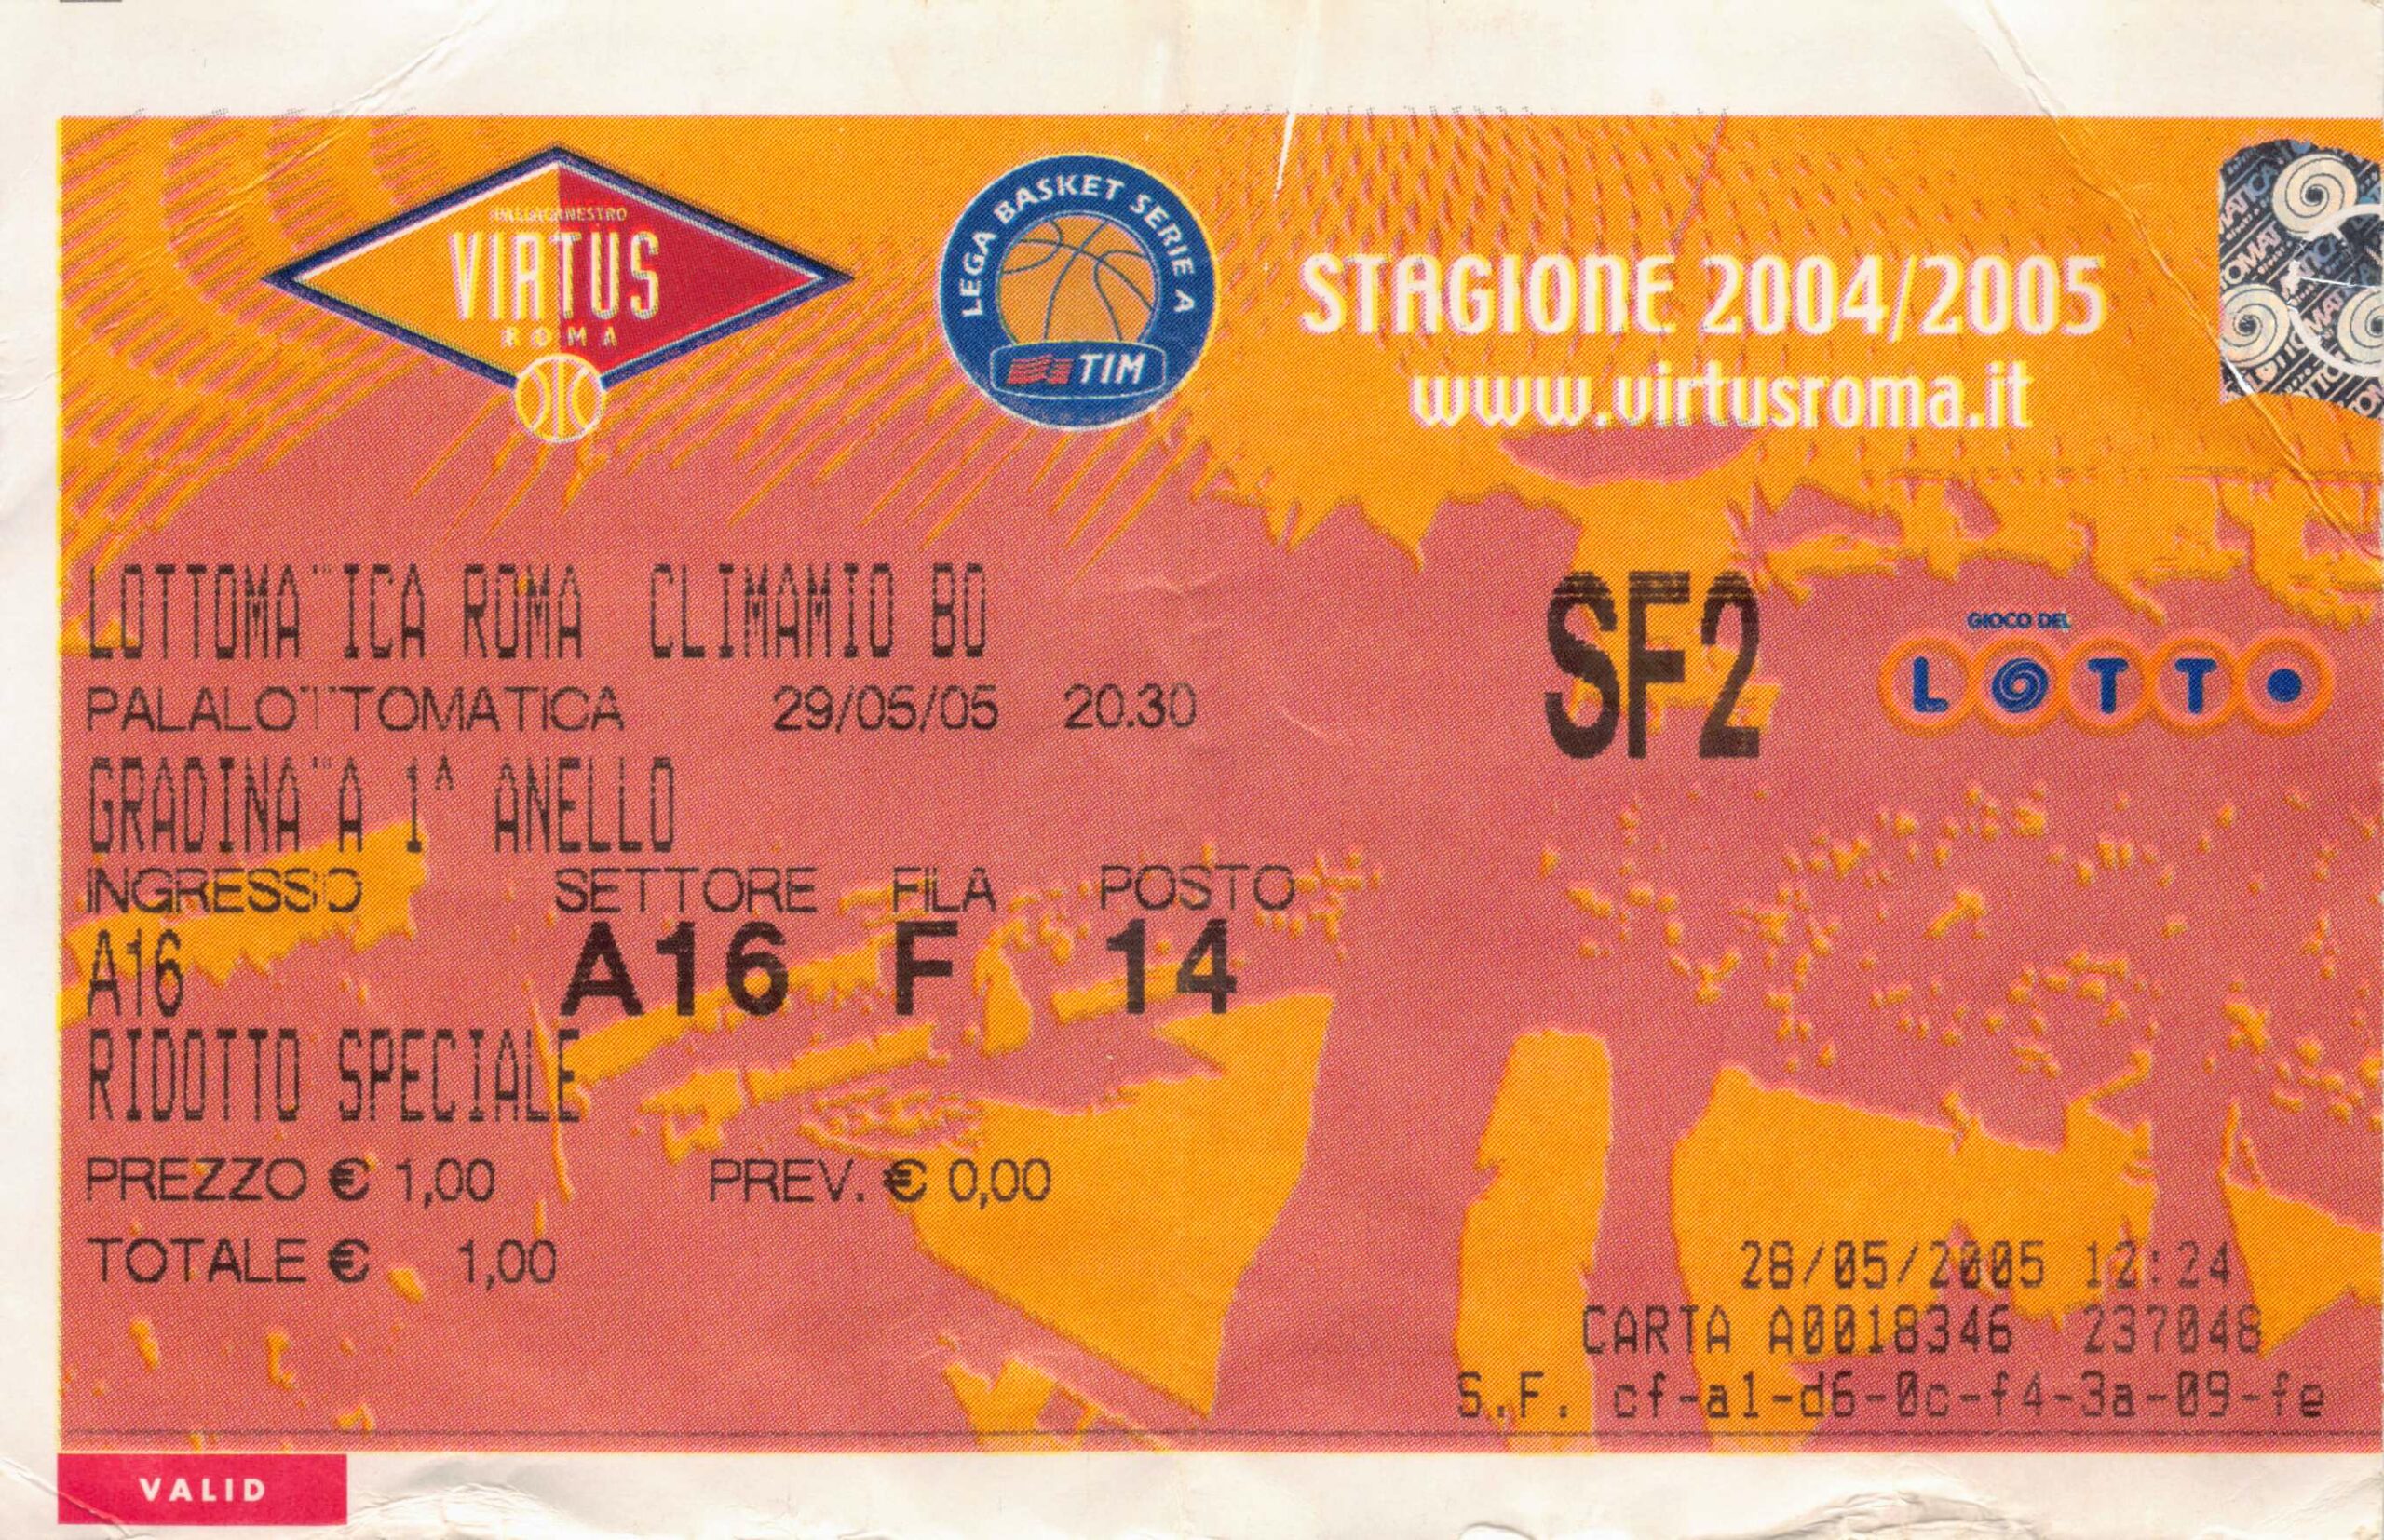 PALLACANESTRO
VIRTUS
ROMA
LEGA BASKET SERIE A
TIM
STAGIONE 2004/2005
www.virtusroma.it
LOTTOMATICA ROMA CLIMAMIO BO
SF2
GIOCO DEL
LOTTO
PALALOTTOMATICA 29/05/05 20.30
GRADINATA 1^ ANELLO
INGRESSO SETTORE FILA POSTO
A16 A16 F 14
RIDOTTO SPECIALE
PREZZO € 1,00 PREV. € 0,00
TOTALE € 1,00
28/05/2005 12:24
CARTA A0018346 237048
S.F. cf-a1-d6-0c-f4-3a-09-fe
VALID